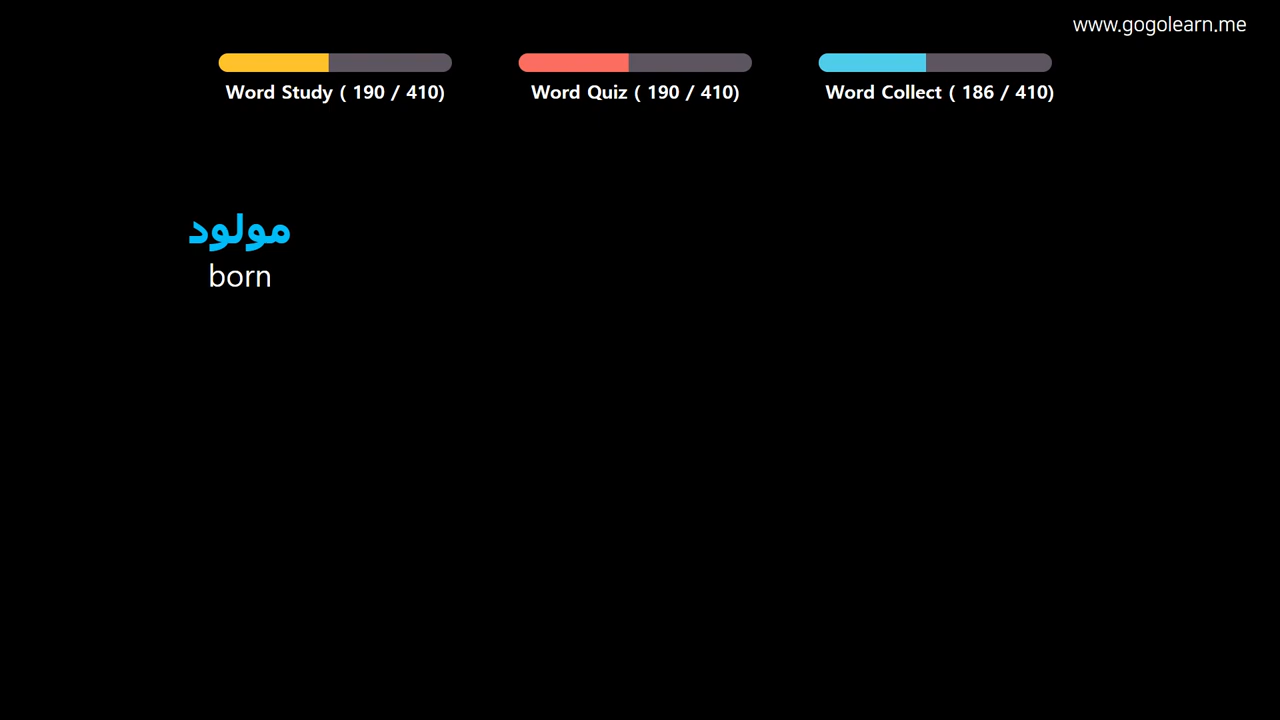 www.gogolearn.me
Word Study ( 190 / 410)
Word Quiz ( 190 / 410)
Word Collect ( 186 / 410)
مولود
born